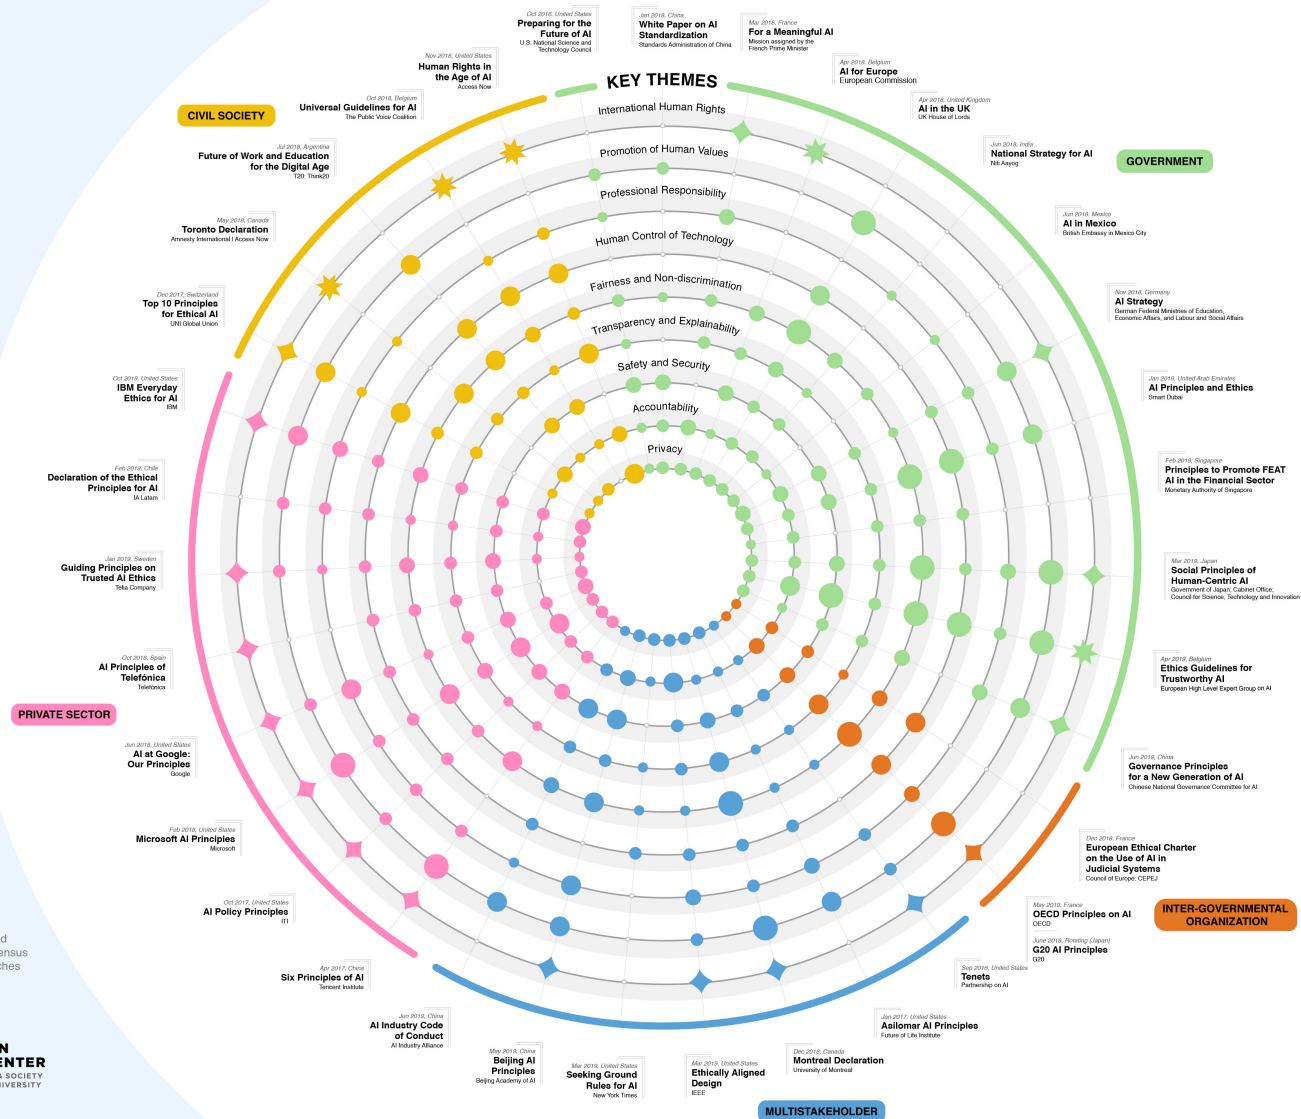 KEY THEMES
International Human Rights
Promotion of Human Values
Professional Responsibility
Human Control of Technology
Fairness and Non-discrimination
Transparency and Explainability
Safety and Security
Accountability
Privacy
Oct 2016, United States
Preparing for the
Future of AI
U.S. National Science and
Technology Council
Jan 2018, China
White Paper on AI
Standardization
Standards Administration of China
Mar 2018, France
For a Meaningful AI
Mission assigned by the
French Prime Minister
Apr 2018, Belgium
AI for Europe
European Commission
Apr 2018, United Kingdom
AI in the UK
UK House of Lords
Jun 2018, India
National Strategy for AI
Niti Aayog
GOVERNMENT
Jun 2018, Mexico
AI in Mexico
British Embassy in Mexico City
Nov 2018, Germany
AI Strategy
German Federal Ministries of Education,
Economic Affairs, and Labour and Social Affairs
Jan 2019, United Arab Emirates
AI Principles and Ethics
Smart Dubai
Feb 2019, Singapore
Principles to Promote FEAT
AI in the Financial Sector
Monetary Authority of Singapore
Mar 2019, Japan
Social Principles of
Human-Centric AI
Government of Japan; Cabinet Office;
Council for Science, Technology and Innovation
Apr 2019, Belgium
Ethics Guidelines for
Trustworthy AI
European High Level Expert Group on AI
Jun 2019, China
Governance Principles
for a New Generation of AI
Chinese National Governance Committee for AI
Dec 2018, France
European Ethical Charter
on the Use of AI in
Judicial Systems
Council of Europe: CEPEJ
INTER-GOVERNMENTAL
ORGANIZATION
May 2019, France
OECD Principles on AI
OECD
June 2019, Rotating (Japan)
G20 AI Principles
G20
Sep 2016, United States
Tenets
Partnership on AI
Jan 2017, United States
Asilomar AI Principles
Future of Life Institute
Dec 2018, Canada
Montreal Declaration
University of Montreal
MULTISTAKEHOLDER
Mar 2019, United States
Ethically Aligned
Design
IEEE
Mar 2019, United States
Seeking Ground
Rules for AI
New York Times
May 2019, China
Beijing AI
Principles
Beijing Academy of AI
Jun 2019, China
AI Industry Code
of Conduct
AI Industry Alliance
Apr 2017, China
Six Principles of AI
Tencent Institute
Oct 2017, United States
AI Policy Principles
ITI
Feb 2018, United States
Microsoft AI Principles
Microsoft
Jun 2018, United States
AI at Google:
Our Principles
Google
PRIVATE SECTOR
Oct 2018, Spain
AI Principles of
Telefónica
Telefónica
Jan 2019, Sweden
Guiding Principles on
Trusted AI Ethics
Telia Company
Feb 2019, Chile
Declaration of the Ethical
Principles for AI
IA Latam
Oct 2019, United States
IBM Everyday
Ethics for AI
IBM
Dec 2017, Switzerland
Top 10 Principles
for Ethical AI
UNI Global Union
May 2018, Canada
Toronto Declaration
Amnesty International | Access Now
Jul 2018, Argentina
Future of Work and Education
for the Digital Age
T20: Think20
CIVIL SOCIETY
Oct 2018, Belgium
Universal Guidelines for AI
The Public Voice Coalition
Nov 2018, United States
Human Rights in
the Age of AI
Access Now
d
ensus
ches
N
ENTER
& SOCIETY
NIVERSITY